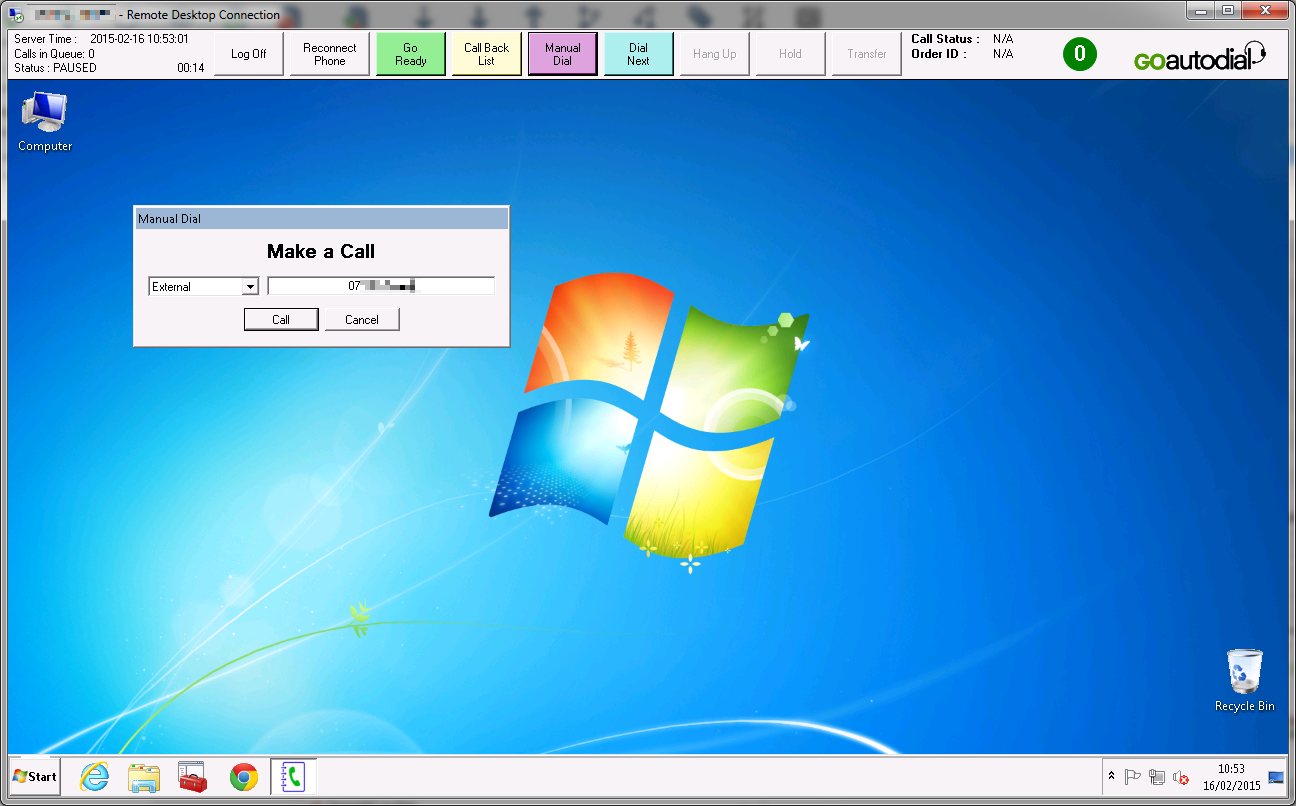 - Remote Desktop Connection
Server Time : 2015-02-16 10:53:01
Calls in Queue: 0
Status : PAUSED 00:14
Log Off
Reconnect
Phone
Go
Ready
Call Back
List
Manual
Dial
Dial
Next
Hang Up
Hold
Transfer
Call Status : N/A
Order ID : N/A
0
GOautodial
Computer
Manual Dial
Make a Call
External
07
Call
Cancel
Recycle Bin
Start
10:53
16/02/2015